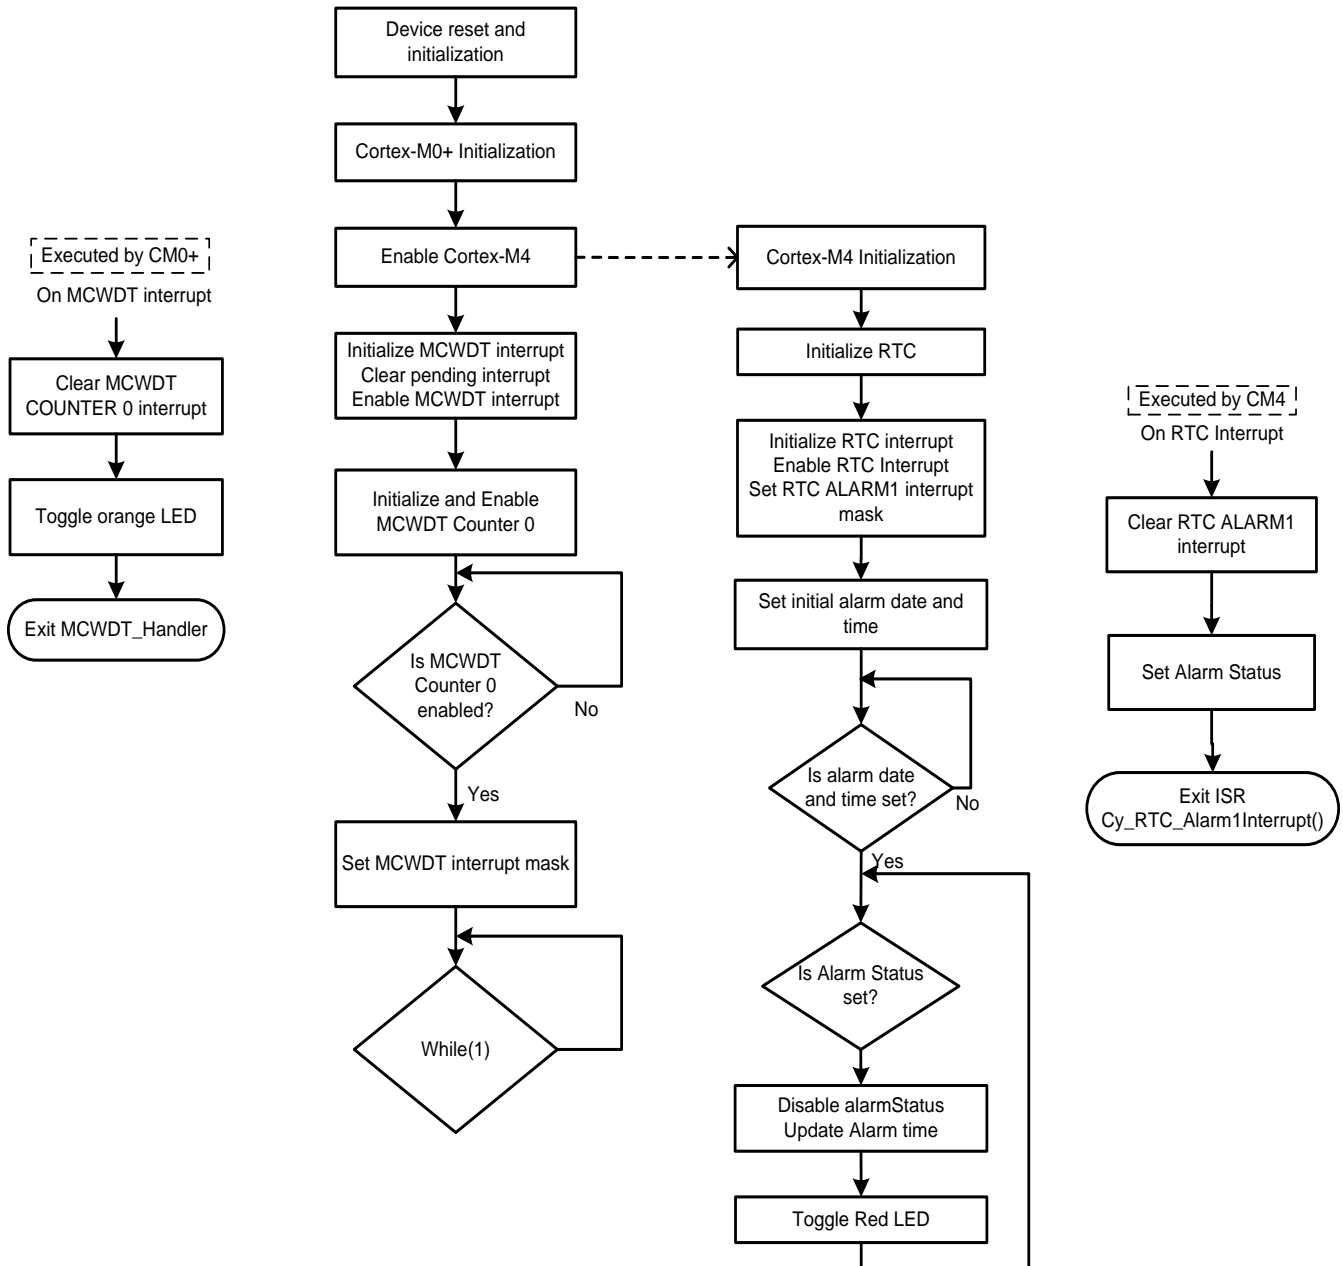 Device reset and
initialization
Cortex-M0+ Initialization
Enable Cortex-M4
Initialize MCWDT interrupt
Clear pending interrupt
Enable MCWDT interrupt
Initialize and Enable
MCWDT Counter 0
Is MCWDT
Counter 0
enabled?
No
Yes
Set MCWDT interrupt mask
While(1)
Executed by CM0+
On MCWDT interrupt
Clear MCWDT
COUNTER 0 interrupt
Toggle orange LED
Exit MCWDT_Handler
Cortex-M4 Initialization
Initialize RTC
Initialize RTC interrupt
Enable RTC Interrupt
Set RTC ALARM1 interrupt
mask
Set initial alarm date and
time
Is alarm date
and time set?
No
Yes
Is Alarm Status
set?
Disable alarmStatus
Update Alarm time
Toggle Red LED
Executed by CM4
On RTC Interrupt
Clear RTC ALARM1
interrupt
Set Alarm Status
Exit ISR
Cy_RTC_Alarm1Interrupt()